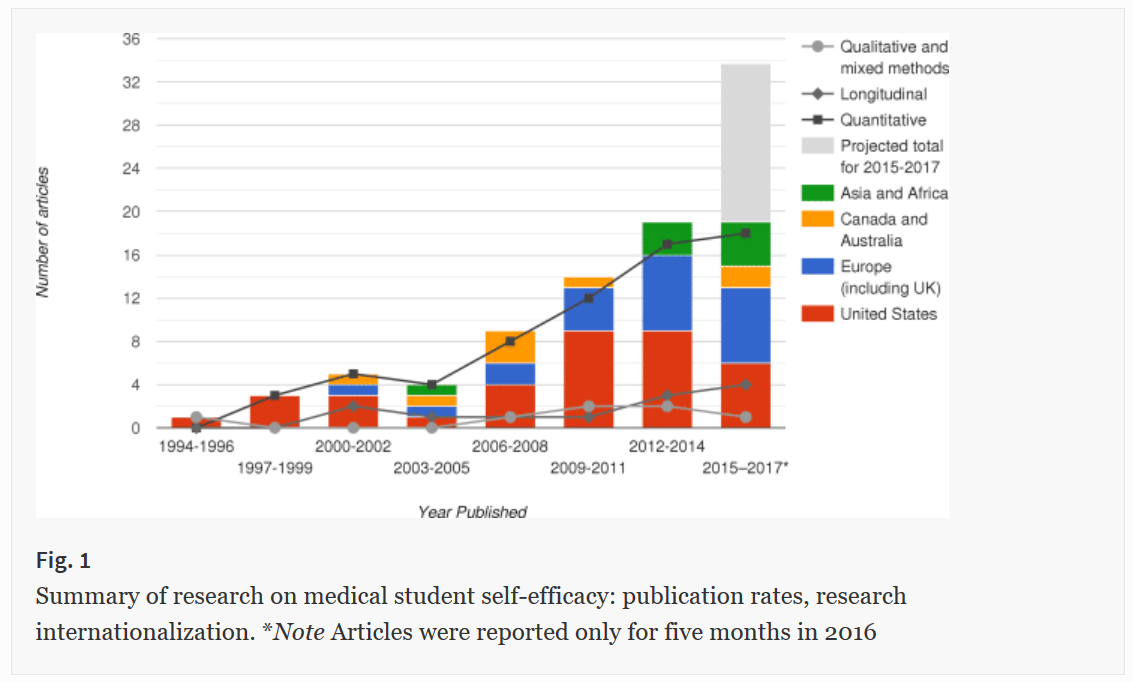 36
32
28
24
20
16
12
8
4
0
Number of articles
1994-1996
1997-1999
2000-2002
2003-2005
2006-2008
2009-2011
2012-2014
2015–2017*
Year Published
Qualitative and
mixed methods
Longitudinal
Quantitative
Projected total
for 2015-2017
Asia and Africa
Canada and
Australia
Europe
(including UK)
United States
Fig. 1
Summary of research on medical student self-efficacy: publication rates, research
internationalization. *Note Articles were reported only for five months in 2016